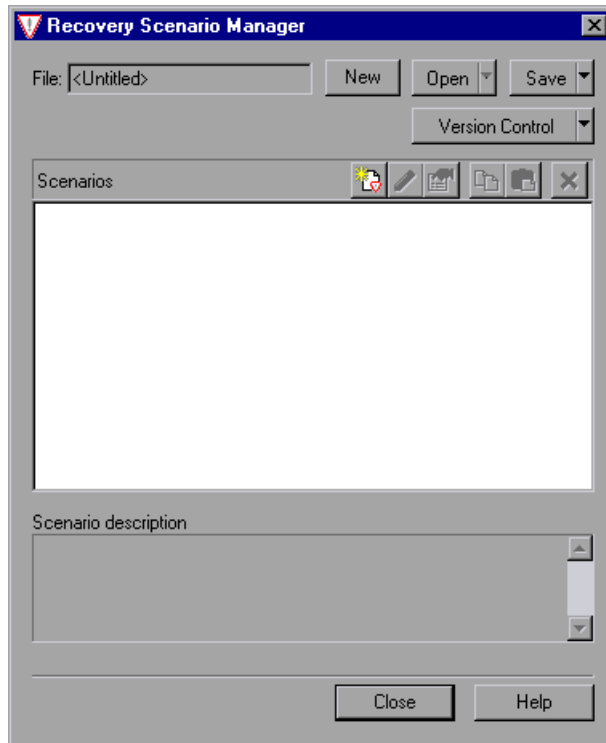 Recovery Scenario Manager
File: <Untitled> New Open Save
Version Control
Scenarios
Scenario description
Close Help